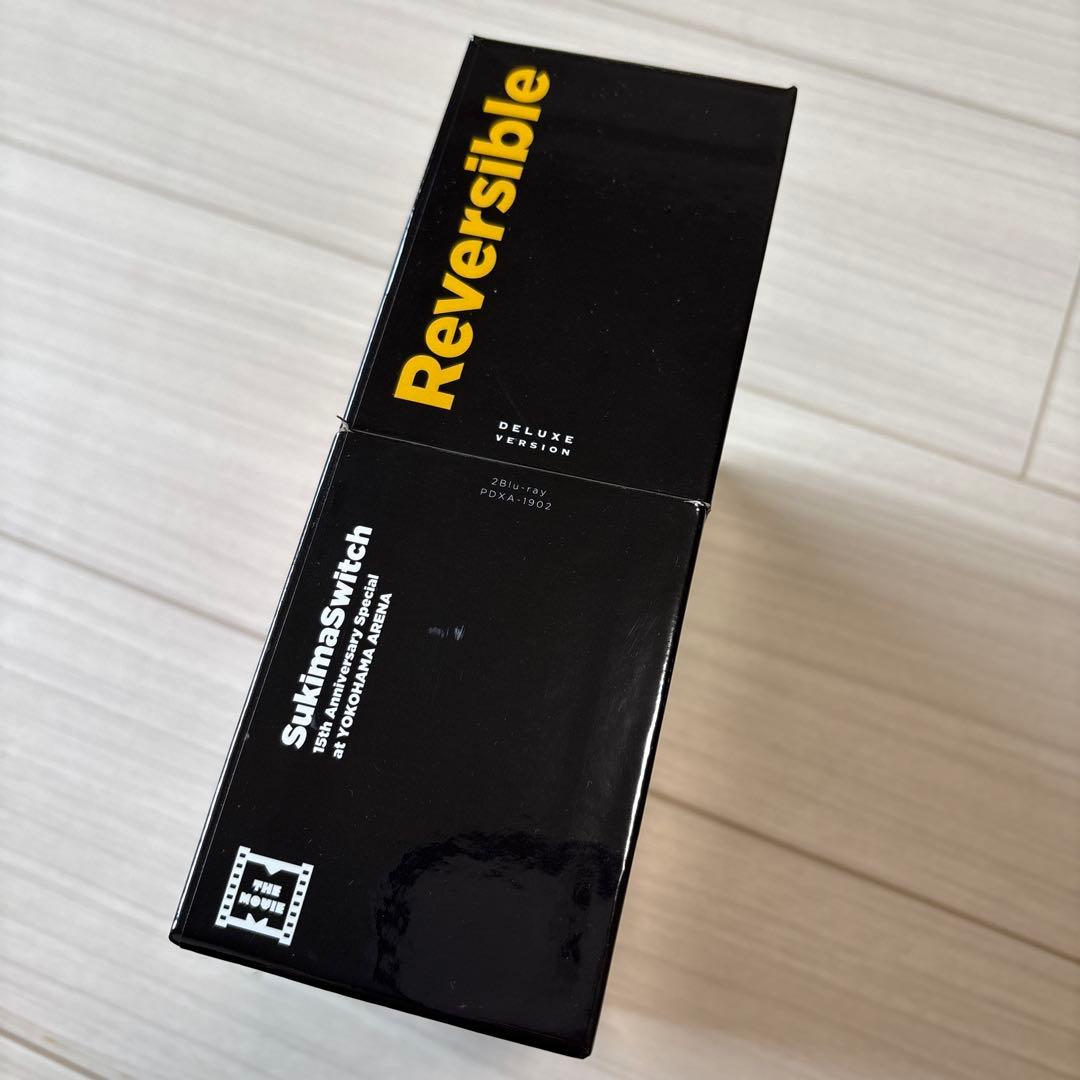 Reversible
DELUXE
VERSION
2Blu-ray
PDXA-1902
SukimaSwitch
15th Anniversary Special
at YOKOHAMA ARENA
THE
MOVIE